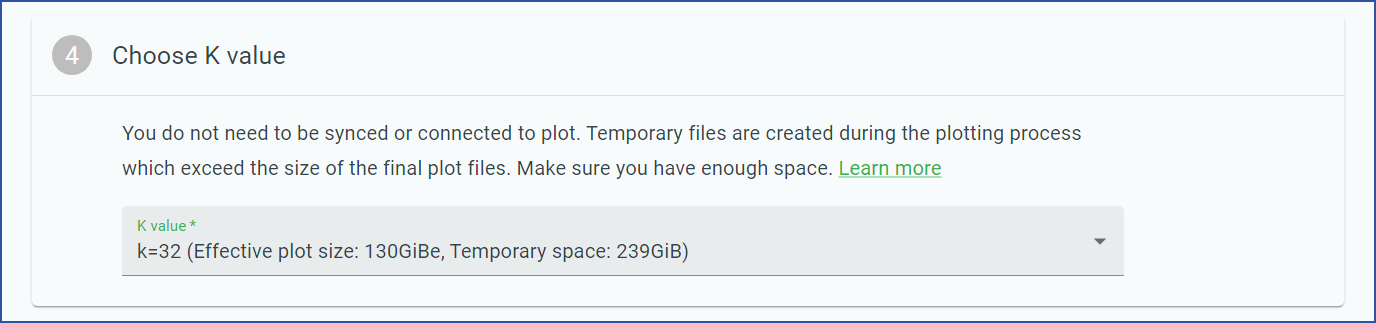 4
Choose K value
You do not need to be synced or connected to plot. Temporary files are created during the plotting process
which exceed the size of the final plot files. Make sure you have enough space. Learn more
K value *
k=32 (Effective plot size: 130GiBe, Temporary space: 239GiB)